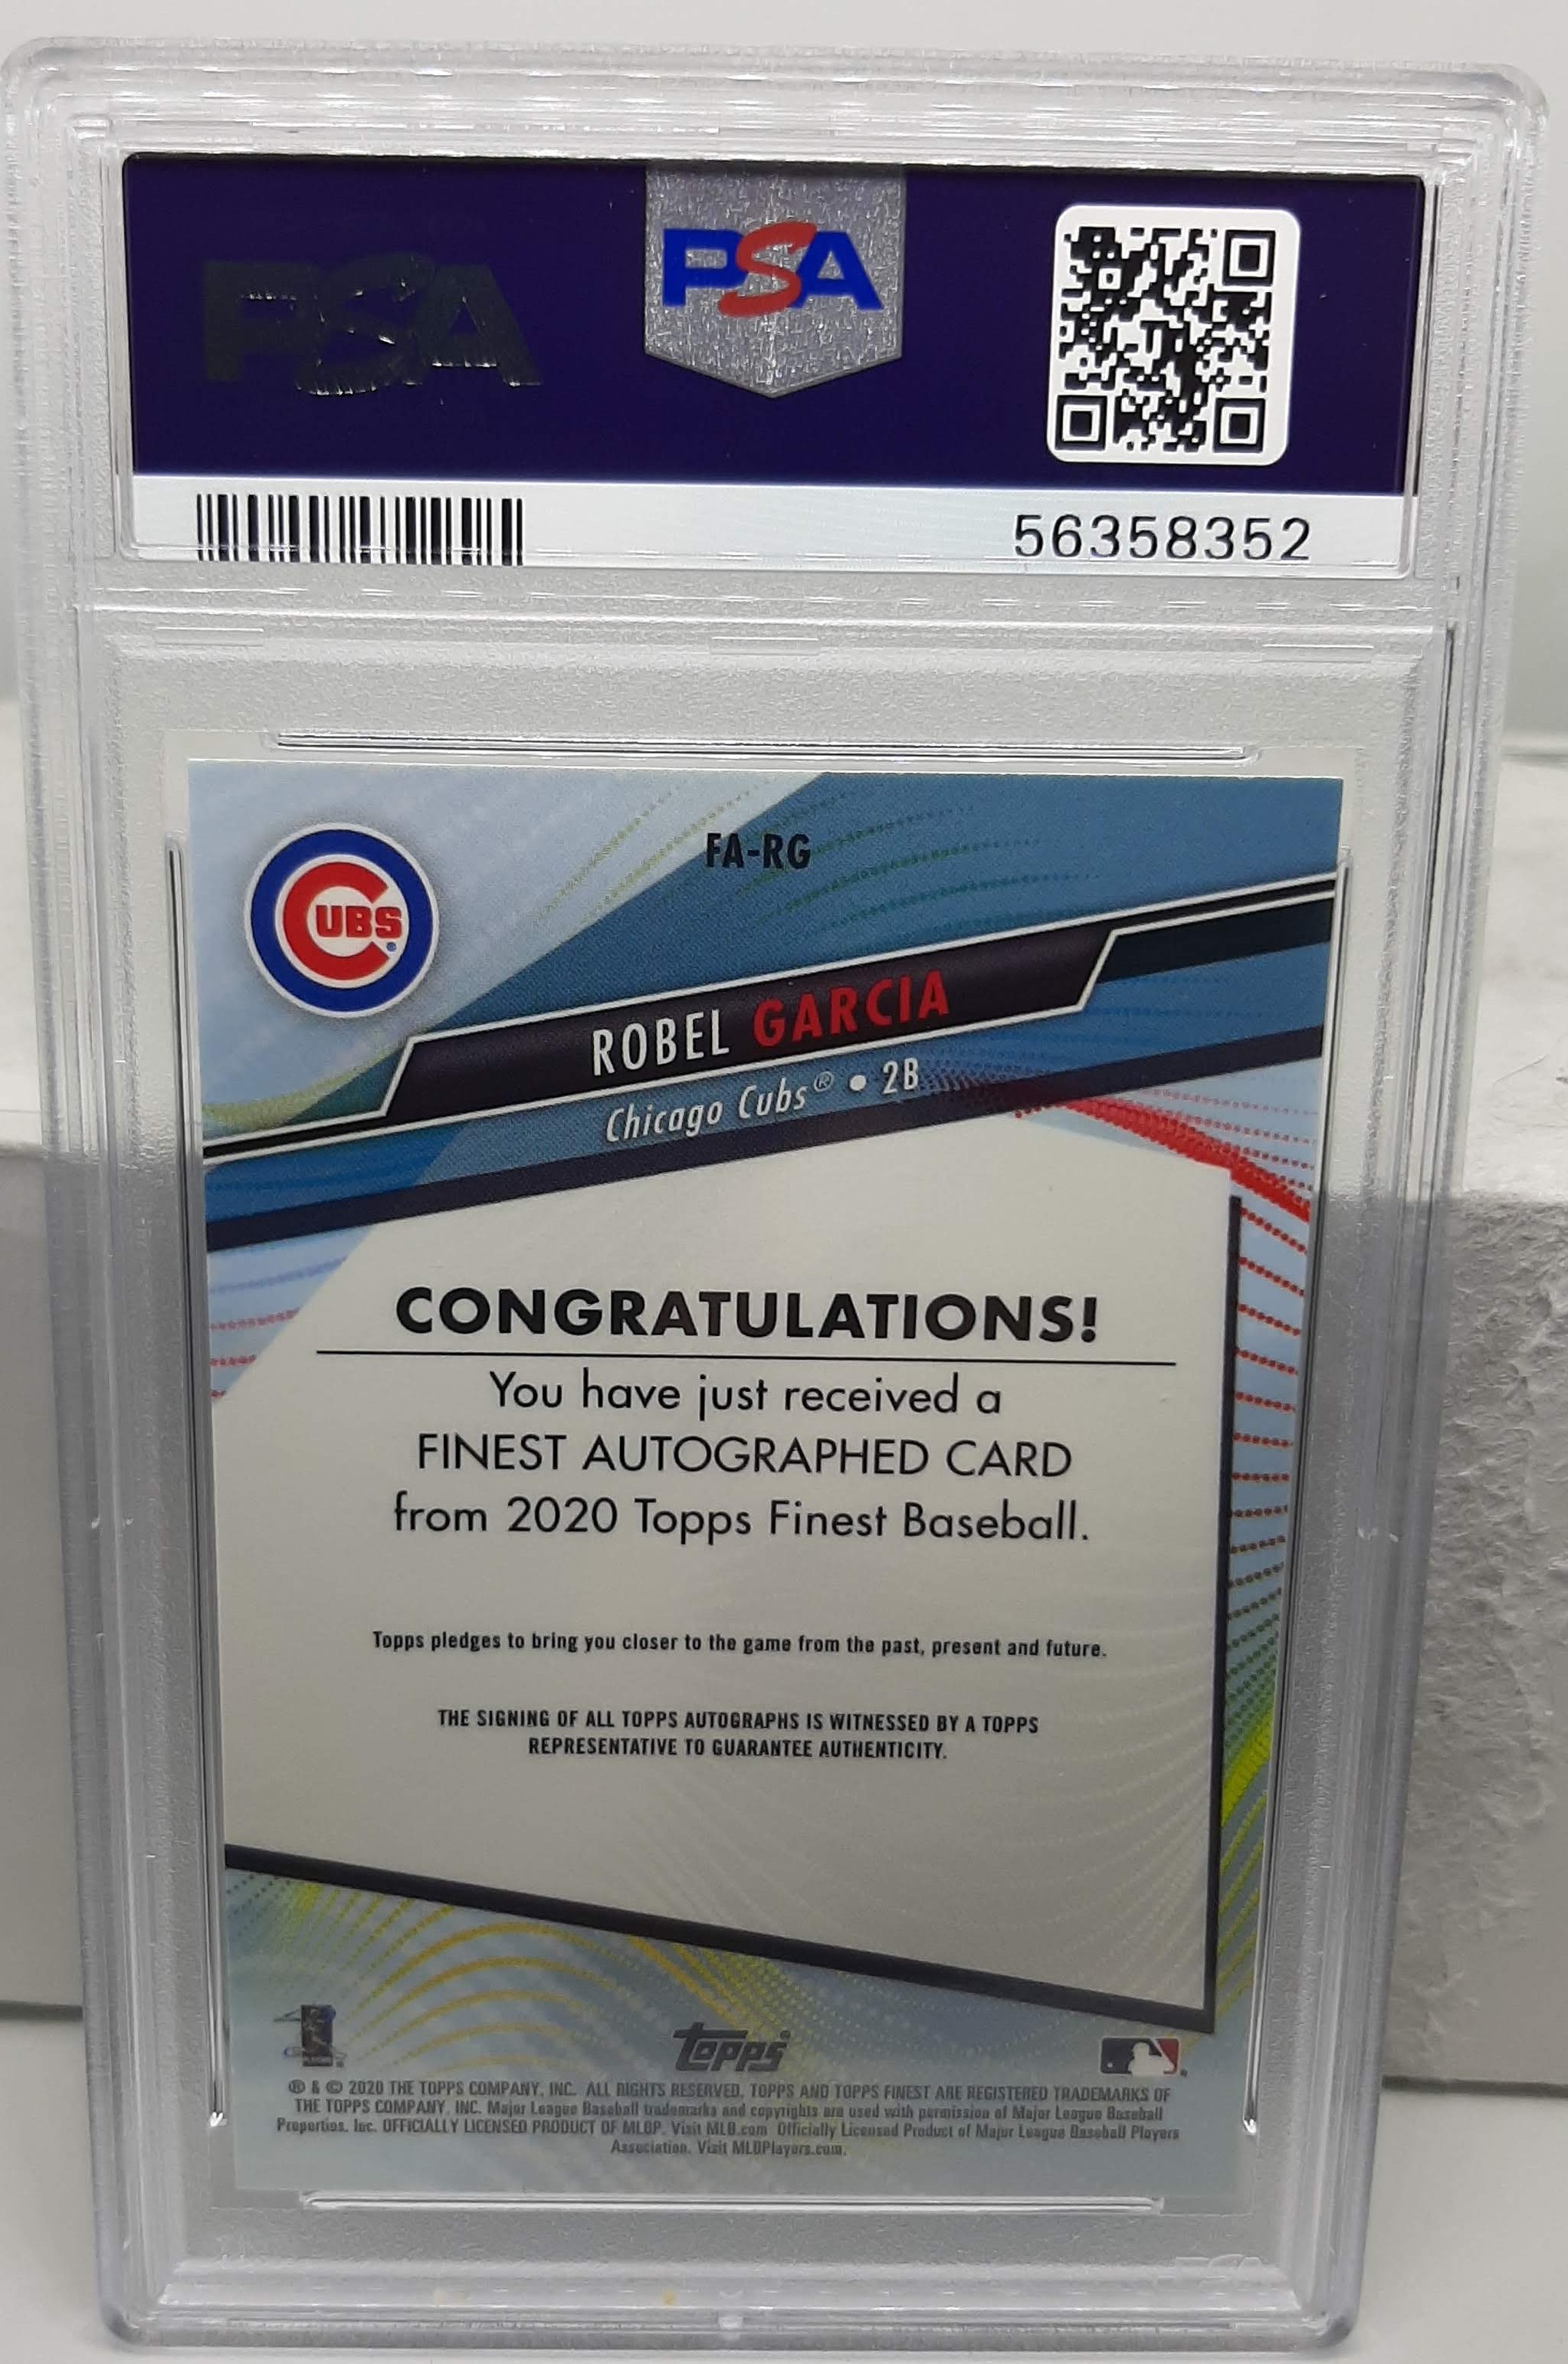 PSA
PSA
56358352
CUBS
FA-RG
ROBEL GARCIA
Chicago Cubs® • 2B
CONGRATULATIONS!
You have just received a
FINEST AUTOGRAPHED CARD
from 2020 Topps Finest Baseball.
Topps pledges to bring you closer to the game from the past, present and future.
THE SIGNING OF ALL TOPPS AUTOGRAPHS IS WITNESSED BY A TOPPS
REPRESENTATIVE TO GUARANTEE AUTHENTICITY.
topps
® & © 2020 THE TOPPS COMPANY, INC. ALL RIGHTS RESERVED. TOPPS AND TOPPS FINEST ARE REGISTERED TRADEMARKS OF
THE TOPPS COMPANY, INC. Major League Baseball trademarks and copyrights are used with permission of Major League Baseball
Properties, Inc. OFFICIALLY LICENSED PRODUCT OF MLBP. Visit MLB.com Officially Licensed Product of Major League Baseball Players
Association. Visit MLBPlayers.com.